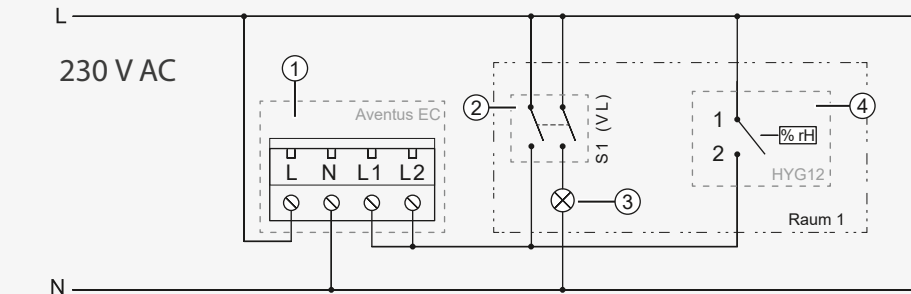 L
230 V AC
1
Aventus EC
L N L1 L2
2
S1 (VL)
3
4
1
% rH
2
HYG12
Raum 1
N